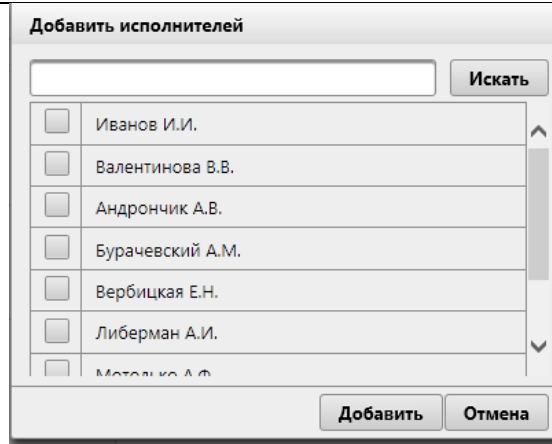 Добавить исполнителей
Искать
Иванов И.И.
Валентинова В.В.
Андрончик А.В.
Бурачевский А.М.
Вербицкая Е.Н.
Либерман А.И.
Добавить
Отмена